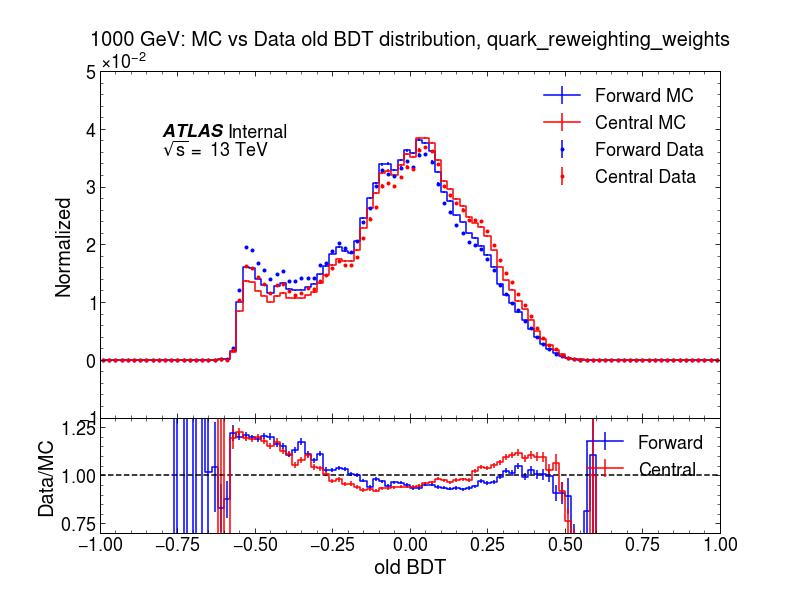 1000 GeV: MC vs Data old BDT distribution, quark_reweighting_weights
×10⁻²
5
4
3
2
1
0
−1
Normalized
ATLAS Internal
√s = 13 TeV
Forward MC
Central MC
Forward Data
Central Data
1.25
1.00
0.75
Data/MC
Forward
Central
−1.00 −0.75 −0.50 −0.25 0.00 0.25 0.50 0.75 1.00
old BDT